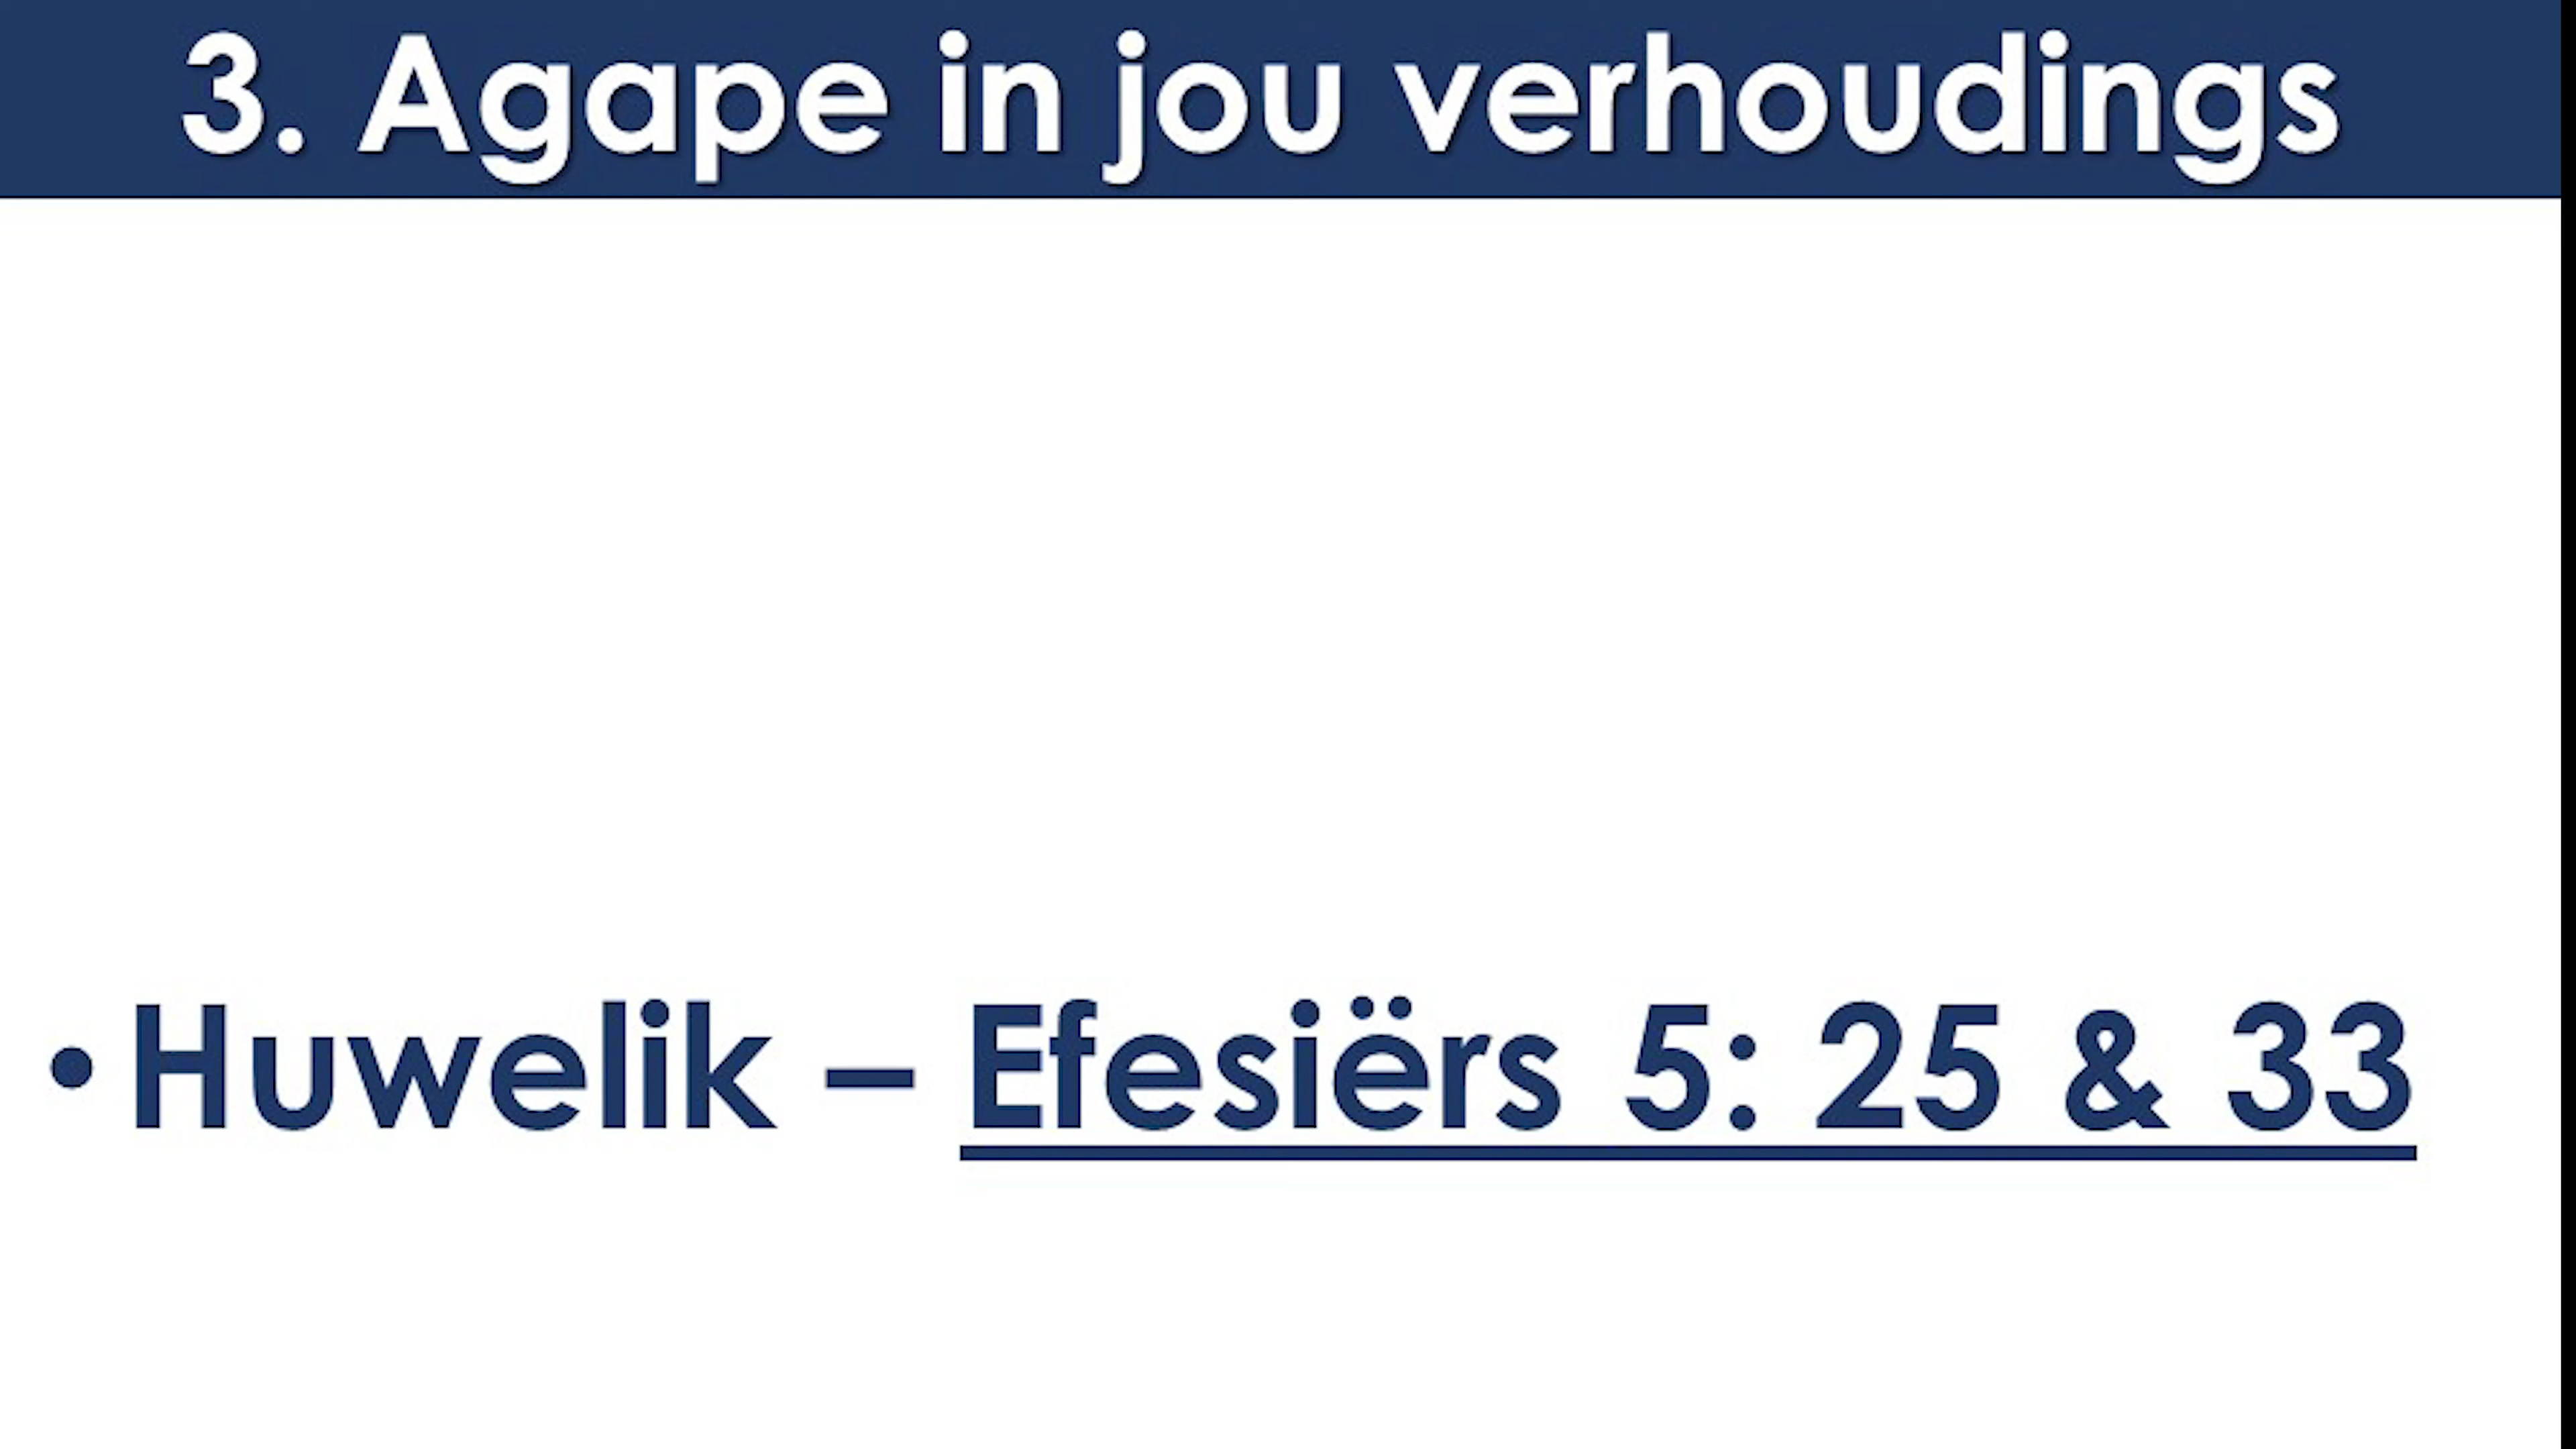 3. Agape in jou verhoudings
• Huwelik – Efesiërs 5: 25 & 33